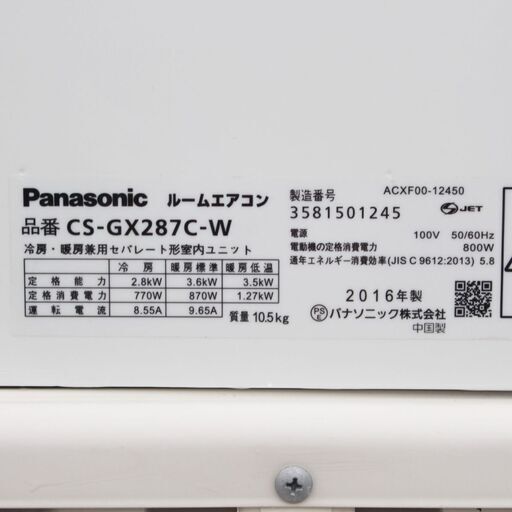 Panasonic ルームエアコン
品番 CS-GX287C-W
冷房・暖房兼用セパレート形室内ユニット
冷房 暖房標準 暖房低温
定格能力 2.8kW 3.6kW 3.5kW
定格消費電力 770W 870W 1.27kW
運転電流 8.55A 9.65A
質量 10.5kg
ACXF00-12450
製造番号
3581501245
JET
電源 100V 50/60Hz
電動機の定格消費電力 800W
通年エネルギー消費効率(JIS C 9612:2013) 5.8
2016年製
PS E パナソニック株式会社
中国製